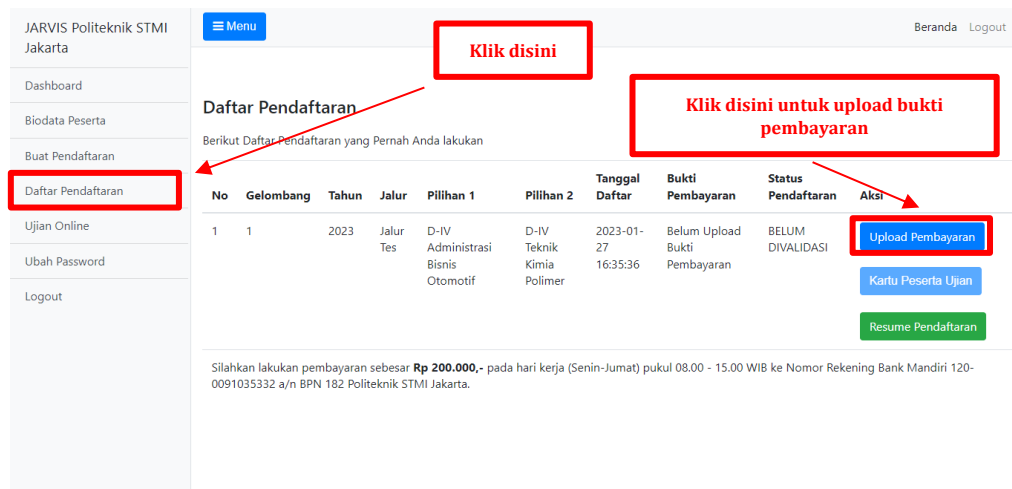 JARVIS Politeknik STMI
Jakarta
Dashboard
Biodata Peserta
Buat Pendaftaran
Daftar Pendaftaran
Ujian Online
Ubah Password
Logout
Menu
Beranda Logout
Klik disini
Klik disini untuk upload bukti
pembayaran
Daftar Pendaftaran
Berikut Daftar Pendaftaran yang Pernah Anda lakukan
No Gelombang Tahun Jalur Pilihan 1 Pilihan 2 Tanggal Daftar Bukti Pembayaran Status Pendaftaran Aksi
1 1 2023 Jalur Tes D-IV Administrasi Bisnis Otomotif D-IV Teknik Kimia Polimer 2023-01-27 16:35:36 Belum Upload Bukti Pembayaran BELUM DIVALIDASI
Upload Pembayaran
Kartu Peserta Ujian
Resume Pendaftaran
Silahkan lakukan pembayaran sebesar Rp 200.000,- pada hari kerja (Senin-Jumat) pukul 08.00 - 15.00 WIB ke Nomor Rekening Bank Mandiri 120-
0091035332 a/n BPN 182 Politeknik STMI Jakarta.